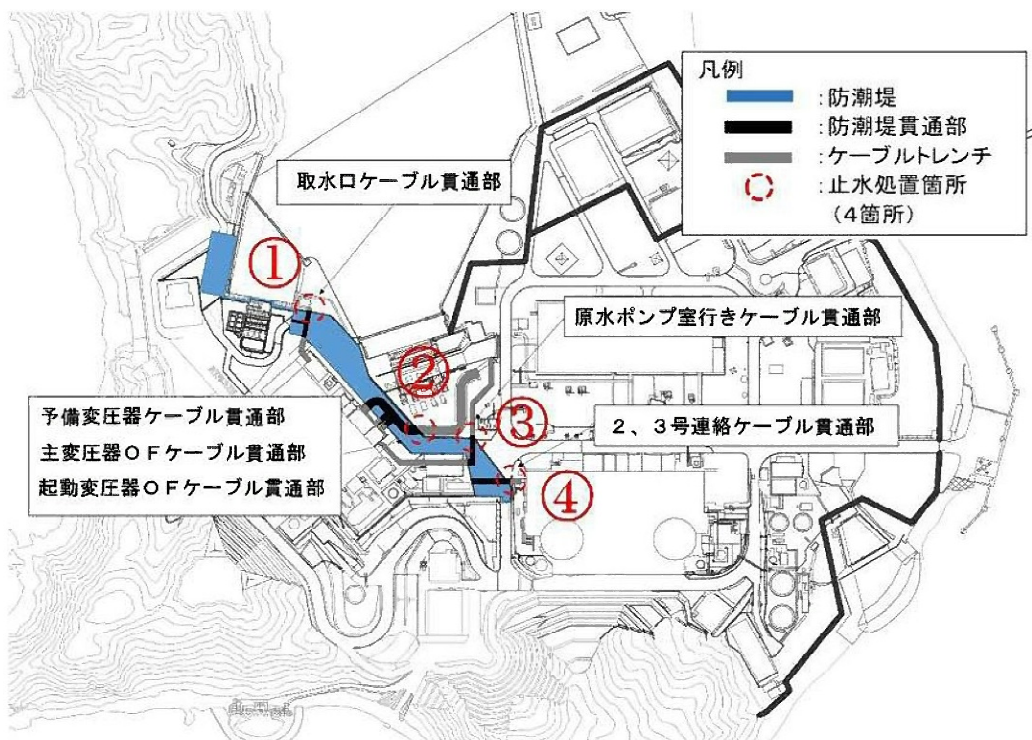 凡例
:防潮堤
:防潮堤貫通部
:ケーブルトレンチ
:止水処置箇所
(4箇所)
取水口ケーブル貫通部
①
原水ポンプ室行きケーブル貫通部
②
③
2、3号連絡ケーブル貫通部
予備変圧器ケーブル貫通部
主変圧器OFケーブル貫通部
起動変圧器OFケーブル貫通部
④